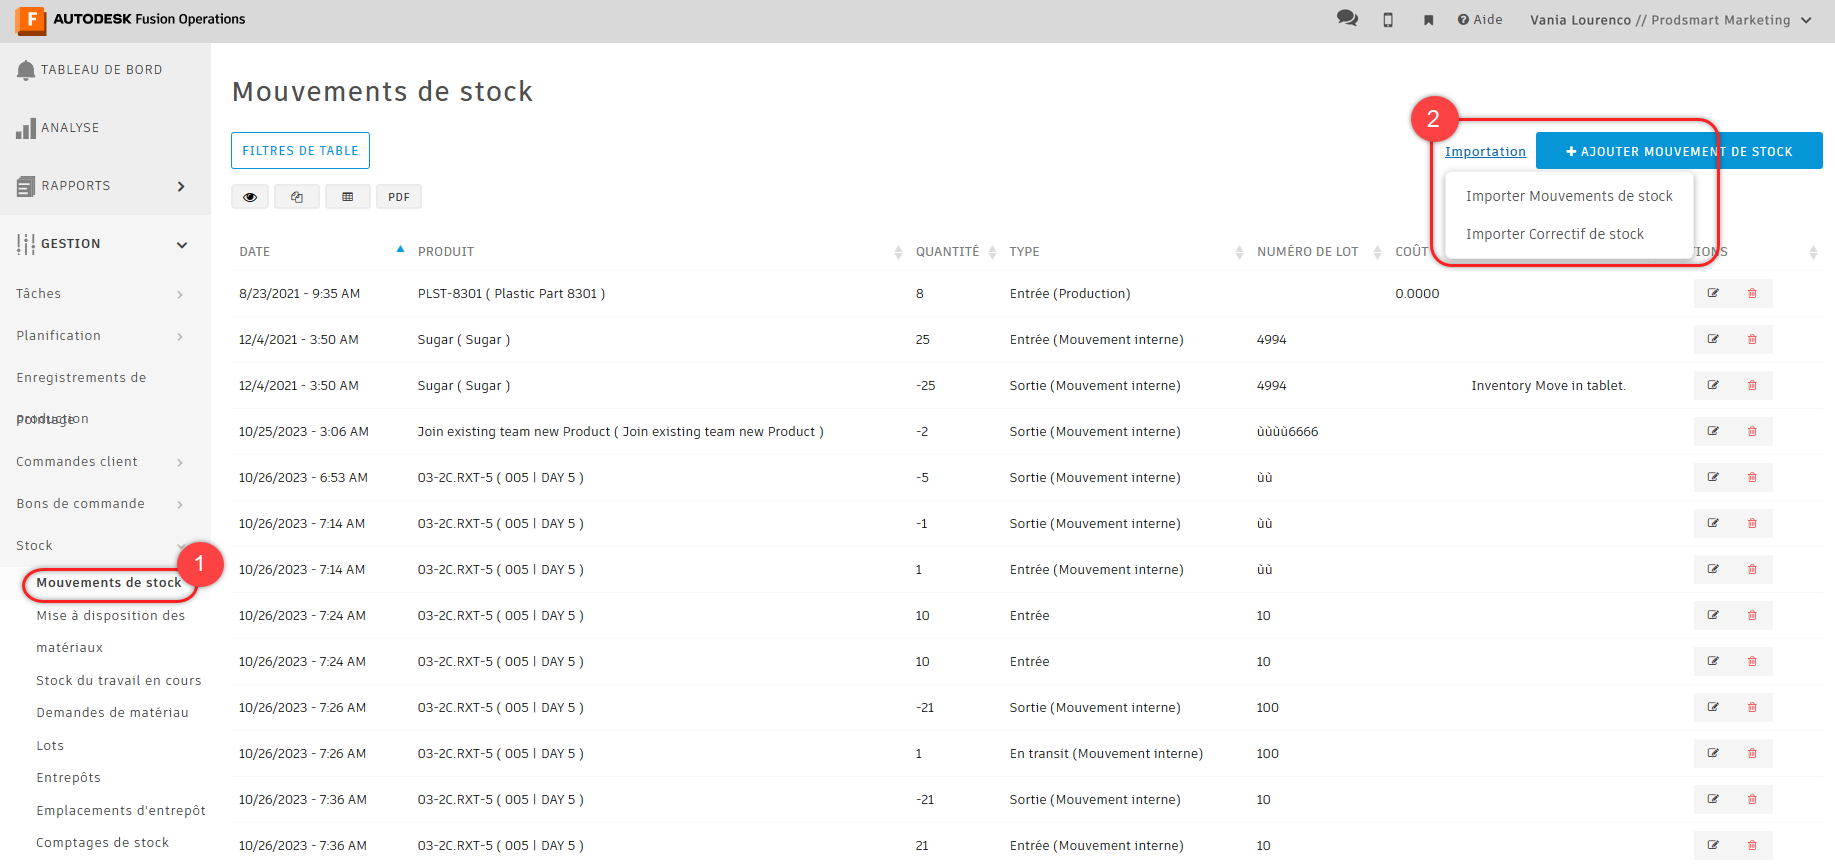 F AUTODESK Fusion Operations
Aide
Vania Lourenco // Prodsmart Marketing
TABLEAU DE BORD
ANALYSE
RAPPORTS
GESTION
Tâches
Planification
Enregistrements de
production
Pointage
Commandes client
Bons de commande
Stock
1
Mouvements de stock
Mise à disposition des
matériaux
Stock du travail en cours
Demandes de matériau
Lots
Entrepôts
Emplacements d'entrepôt
Comptages de stock
Mouvements de stock
2
FILTRES DE TABLE
Importation
+ AJOUTER MOUVEMENT DE STOCK
PDF
Importer Mouvements de stock
Importer Correctif de stock
DATE PRODUIT QUANTITÉ TYPE NUMÉRO DE LOT COÛT IONS
8/23/2021 - 9:35 AM PLST-8301 ( Plastic Part 8301 ) 8 Entrée (Production) 0.0000
12/4/2021 - 3:50 AM Sugar ( Sugar ) 25 Entrée (Mouvement interne) 4994
12/4/2021 - 3:50 AM Sugar ( Sugar ) -25 Sortie (Mouvement interne) 4994 Inventory Move in tablet.
10/25/2023 - 3:06 AM Join existing team new Product ( Join existing team new Product ) -2 Sortie (Mouvement interne) ùùùù6666
10/26/2023 - 6:53 AM 03-2C.RXT-5 ( 005 | DAY 5 ) -5 Sortie (Mouvement interne) ùù
10/26/2023 - 7:14 AM 03-2C.RXT-5 ( 005 | DAY 5 ) -1 Sortie (Mouvement interne) ùù
10/26/2023 - 7:14 AM 03-2C.RXT-5 ( 005 | DAY 5 ) 1 Entrée (Mouvement interne) ùù
10/26/2023 - 7:24 AM 03-2C.RXT-5 ( 005 | DAY 5 ) 10 Entrée 10
10/26/2023 - 7:24 AM 03-2C.RXT-5 ( 005 | DAY 5 ) 10 Entrée 10
10/26/2023 - 7:26 AM 03-2C.RXT-5 ( 005 | DAY 5 ) -21 Sortie (Mouvement interne) 100
10/26/2023 - 7:26 AM 03-2C.RXT-5 ( 005 | DAY 5 ) 1 En transit (Mouvement interne) 100
10/26/2023 - 7:36 AM 03-2C.RXT-5 ( 005 | DAY 5 ) -21 Sortie (Mouvement interne) 10
10/26/2023 - 7:36 AM 03-2C.RXT-5 ( 005 | DAY 5 ) 21 Entrée (Mouvement interne) 10